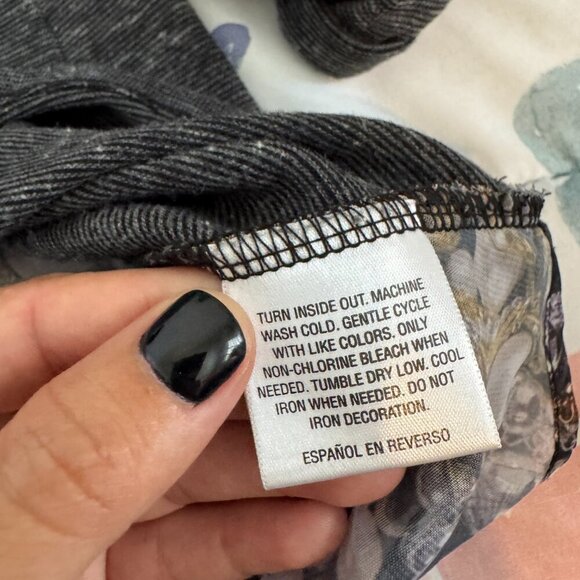 TURN INSIDE OUT. MACHINE
WASH COLD. GENTLE CYCLE
WITH LIKE COLORS. ONLY
NON-CHLORINE BLEACH WHEN
NEEDED. TUMBLE DRY LOW. COOL
IRON WHEN NEEDED. DO NOT
IRON DECORATION.
ESPAÑOL EN REVERSO